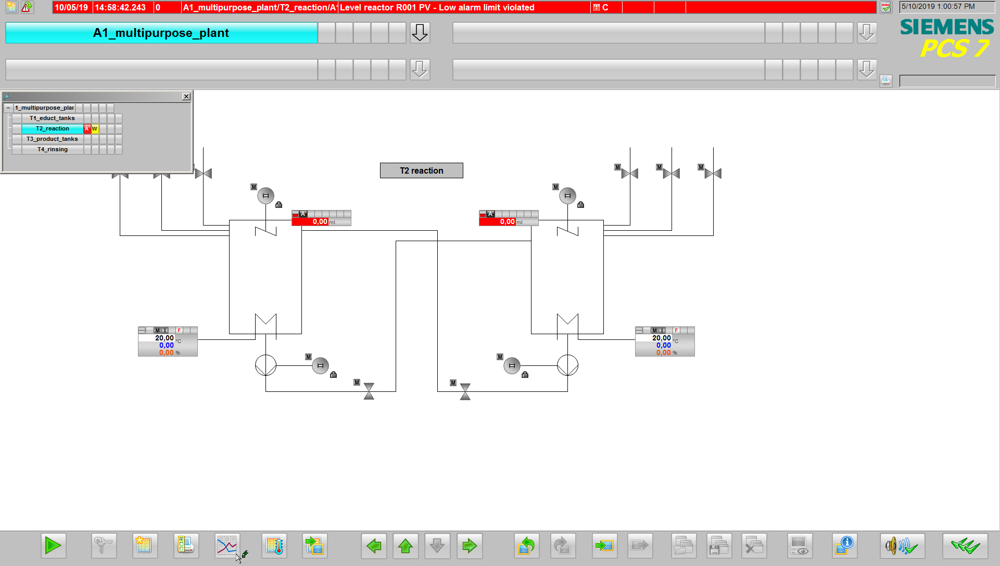 10/05/19 14:58:42.243 0 A1_multipurpose_plant/T2_reaction/A1 Level reactor R001 PV - Low alarm limit violated C
5/10/2019 1:00:57 PM
A1_multipurpose_plant
SIEMENS
PCS 7
1_multipurpose_plar
T1_educt_tanks
T2_reaction A W
T3_product_tanks
T4_rinsing
T2 reaction
M M M
M M
A
0,00 ml
A
0,00 ml
M I F
20,00 °C
0,00
0,00 %
M I F
20,00 °C
0,00
0,00 %
M M
M M